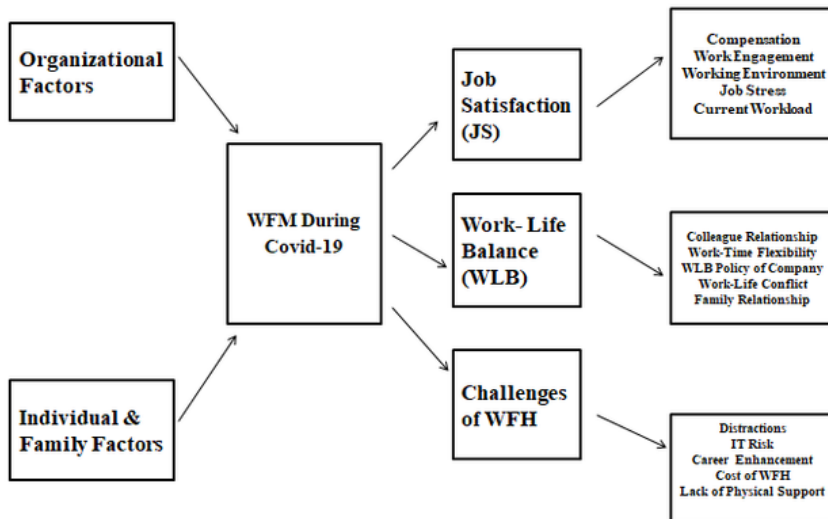 Organizational
Factors
Individual &
Family Factors
WFM During
Covid-19
Job
Satisfaction
(JS)
Work- Life
Balance
(WLB)
Challenges
of WFH
Compensation
Work Engagement
Working Environment
Job Stress
Current Workload
Colleague Relationship
Work-Time Flexibility
WLB Policy of Company
Work-Life Conflict
Family Relationship
Distractions
IT Risk
Career Enhancement
Cost of WFH
Lack of Physical Support